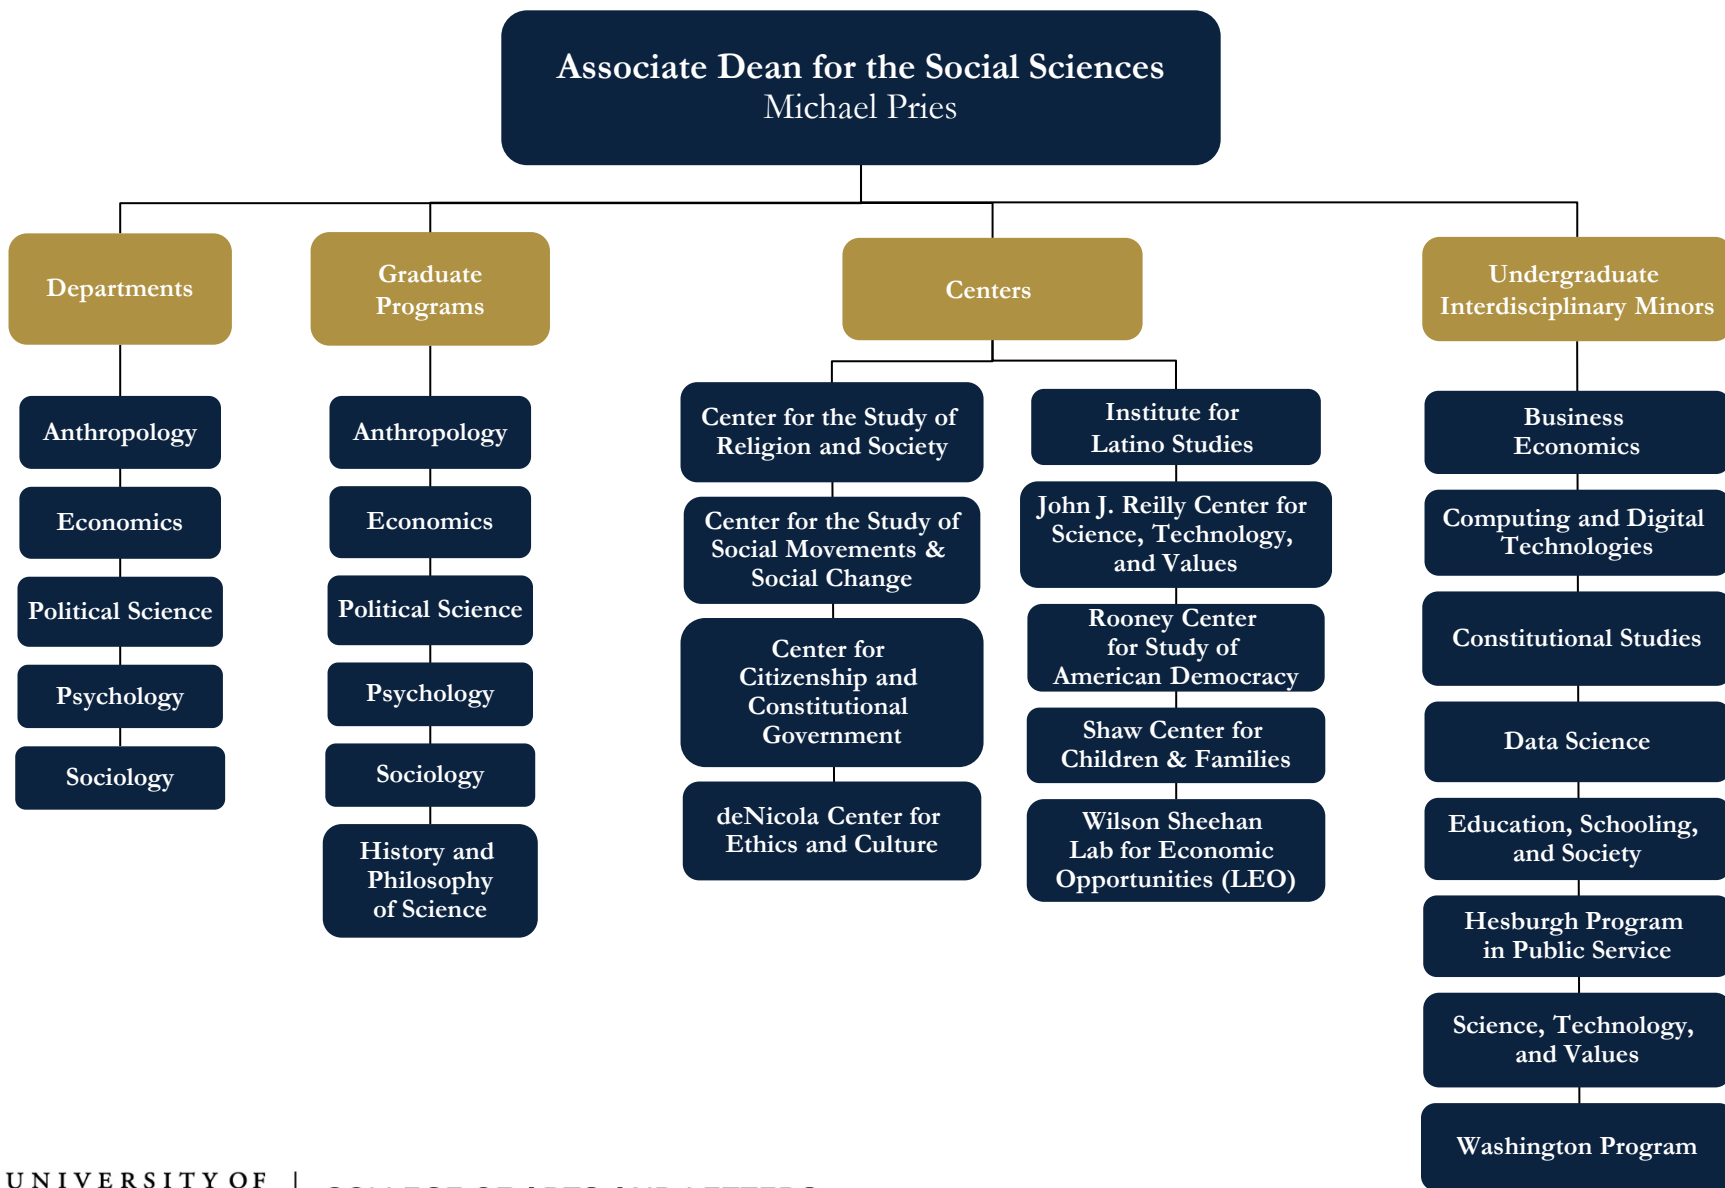 Associate Dean for the Social Sciences
Michael Pries
Departments
Anthropology
Economics
Political Science
Psychology
Sociology
Graduate
Programs
Anthropology
Economics
Political Science
Psychology
Sociology
History and
Philosophy
of Science
Centers
Center for the Study of
Religion and Society
Center for the Study of
Social Movements &
Social Change
Center for
Citizenship and
Constitutional
Government
deNicola Center for
Ethics and Culture
Institute for
Latino Studies
John J. Reilly Center for
Science, Technology,
and Values
Rooney Center
for Study of
American Democracy
Shaw Center for
Children & Families
Wilson Sheehan
Lab for Economic
Opportunities (LEO)
Undergraduate
Interdisciplinary Minors
Business
Economics
Computing and Digital
Technologies
Constitutional Studies
Data Science
Education, Schooling,
and Society
Hesburgh Program
in Public Service
Science, Technology,
and Values
Washington Program
UNIVERSITY OF
COLLEGE OF ARTS AND LETTERS